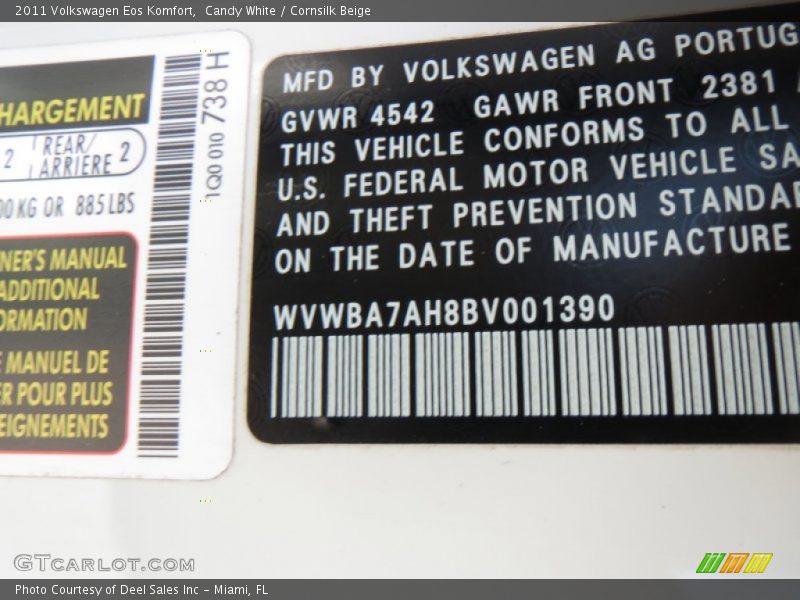 2011 Volkswagen Eos Komfort,  Candy White / Cornsilk Beige
HARGEMENT
2 REAR/ ARRIERE 2
00 KG OR 885 LBS
NER'S MANUAL
ADDITIONAL
ORMATION
E MANUEL DE
ER POUR PLUS
EIGNEMENTS
1Q0 010 738 H
MFD BY VOLKSWAGEN AG PORTUG
GVWR 4542 GAWR FRONT 2381
THIS VEHICLE CONFORMS TO ALL
U.S. FEDERAL MOTOR VEHICLE SA
AND THEFT PREVENTION STANDAR
ON THE DATE OF MANUFACTURE
WVWBA7AH8BV001390
GTCARLOT.COM
Photo Courtesy of Deel Sales Inc - Miami, FL